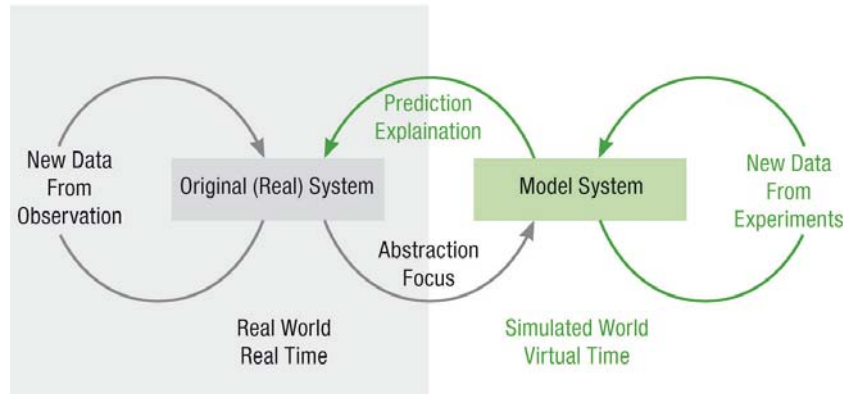 Prediction
Explaination
New Data
From
Observation
Original (Real) System
Model System
New Data
From
Experiments
Abstraction
Focus
Real World
Real Time
Simulated World
Virtual Time